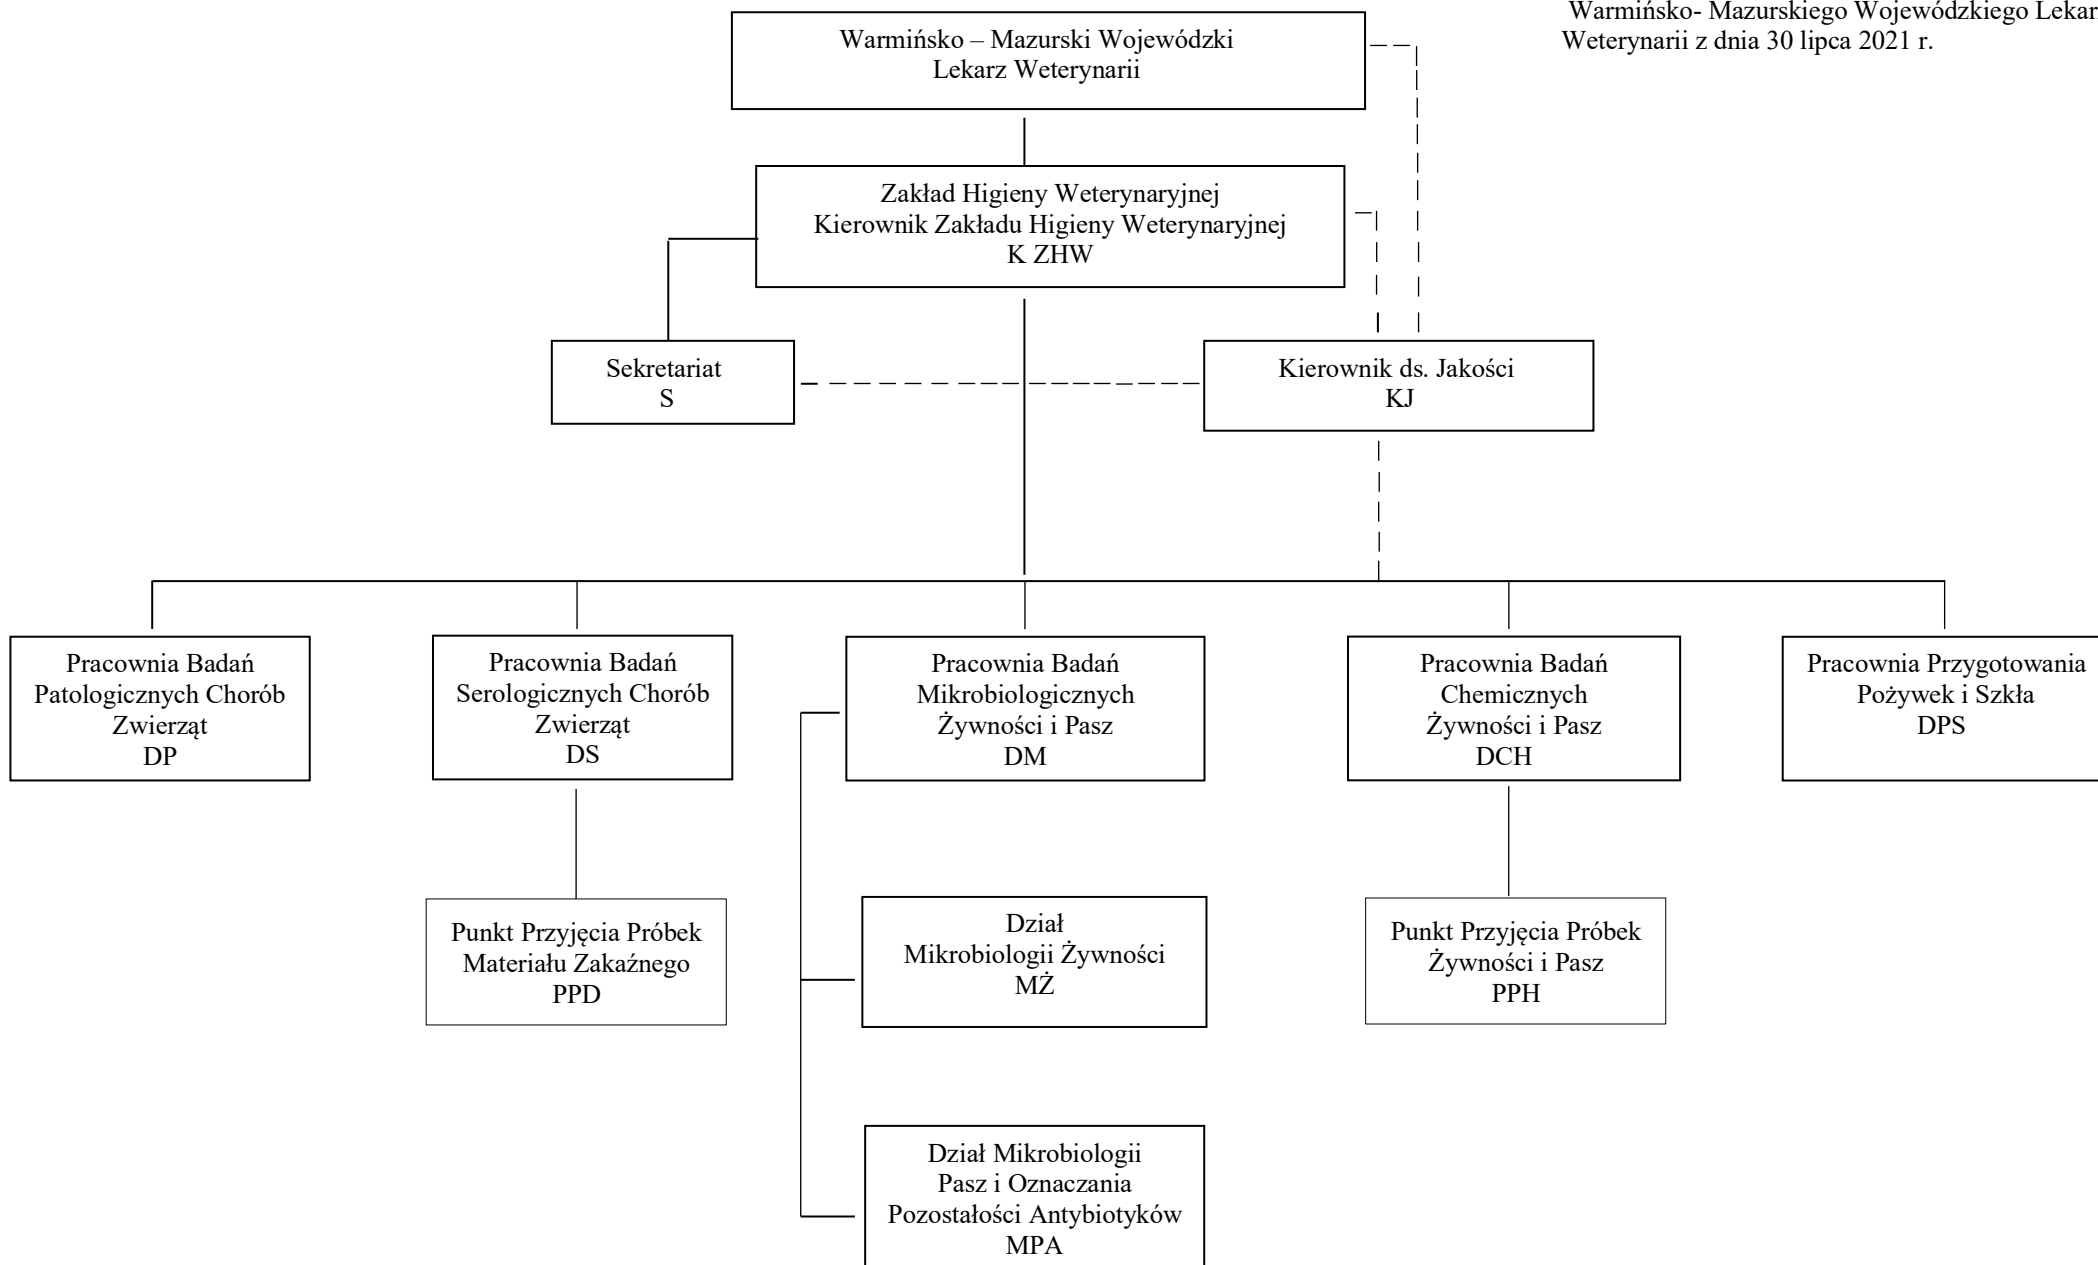 Warmińsko- Mazurskiego Wojewódzkiego
Weterynarii z dnia 30 lipca 2021 r.
Warmińsko – Mazurski Wojewódzki
Lekarz Weterynarii
Zakład Higieny Weterynaryjnej
Kierownik Zakładu Higieny Weterynaryjnej
K ZHW
Sekretariat
S
Kierownik ds. Jakości
KJ
Pracownia Badań
Patologicznych Chorób
Zwierząt
DP
Pracownia Badań
Serologicznych Chorób
Zwierząt
DS
Pracownia Badań
Mikrobiologicznych
Żywności i Pasz
DM
Pracownia Badań
Chemicznych
Żywności i Pasz
DCH
Pracownia Przygotowania
Pożywek i Szkła
DPS
Punkt Przyjęcia Próbek
Materiału Zakaźnego
PPD
Dział
Mikrobiologii Żywności
MŻ
Punkt Przyjęcia Próbek
Żywności i Pasz
PPH
Dział Mikrobiologii
Pasz i Oznaczania
Pozostałości Antybiotyków
MPA